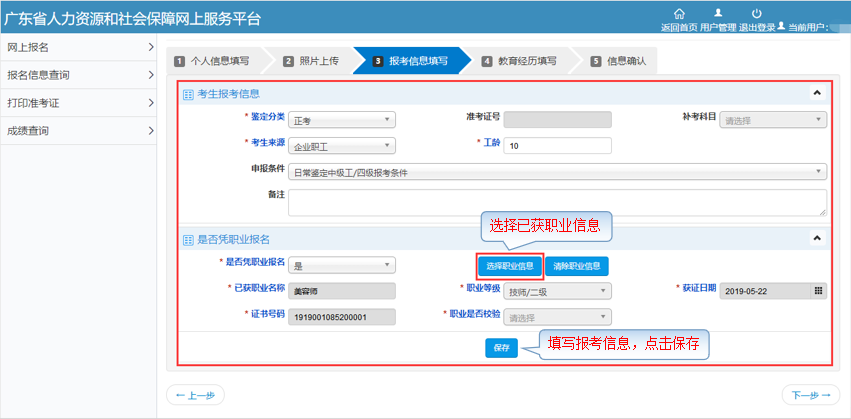 广东省人力资源和社会保障网上服务平台
返回首页 用户管理 退出登录 当前用户:
网上报名
报名信息查询
打印准考证
成绩查询
1 个人信息填写 2 照片上传 3 报考信息填写 4 教育经历填写 5 信息确认
考生报考信息
* 鉴定分类 正考 准考证号 补考科目 请选择
* 考生来源 企业职工 * 工龄 10
申报条件 日常鉴定中级工/四级报考条件
备注
选择已获职业信息
是否凭职业报名
* 是否凭职业报名 是 选择职业信息 清除职业信息
* 已获职业名称 美容师 * 职业等级 技师/二级 * 获证日期 2019-05-22
* 证书号码 1919001085200001 * 职业是否校验 请选择
保存 填写报考信息，点击保存
← 上一步 下一步 →